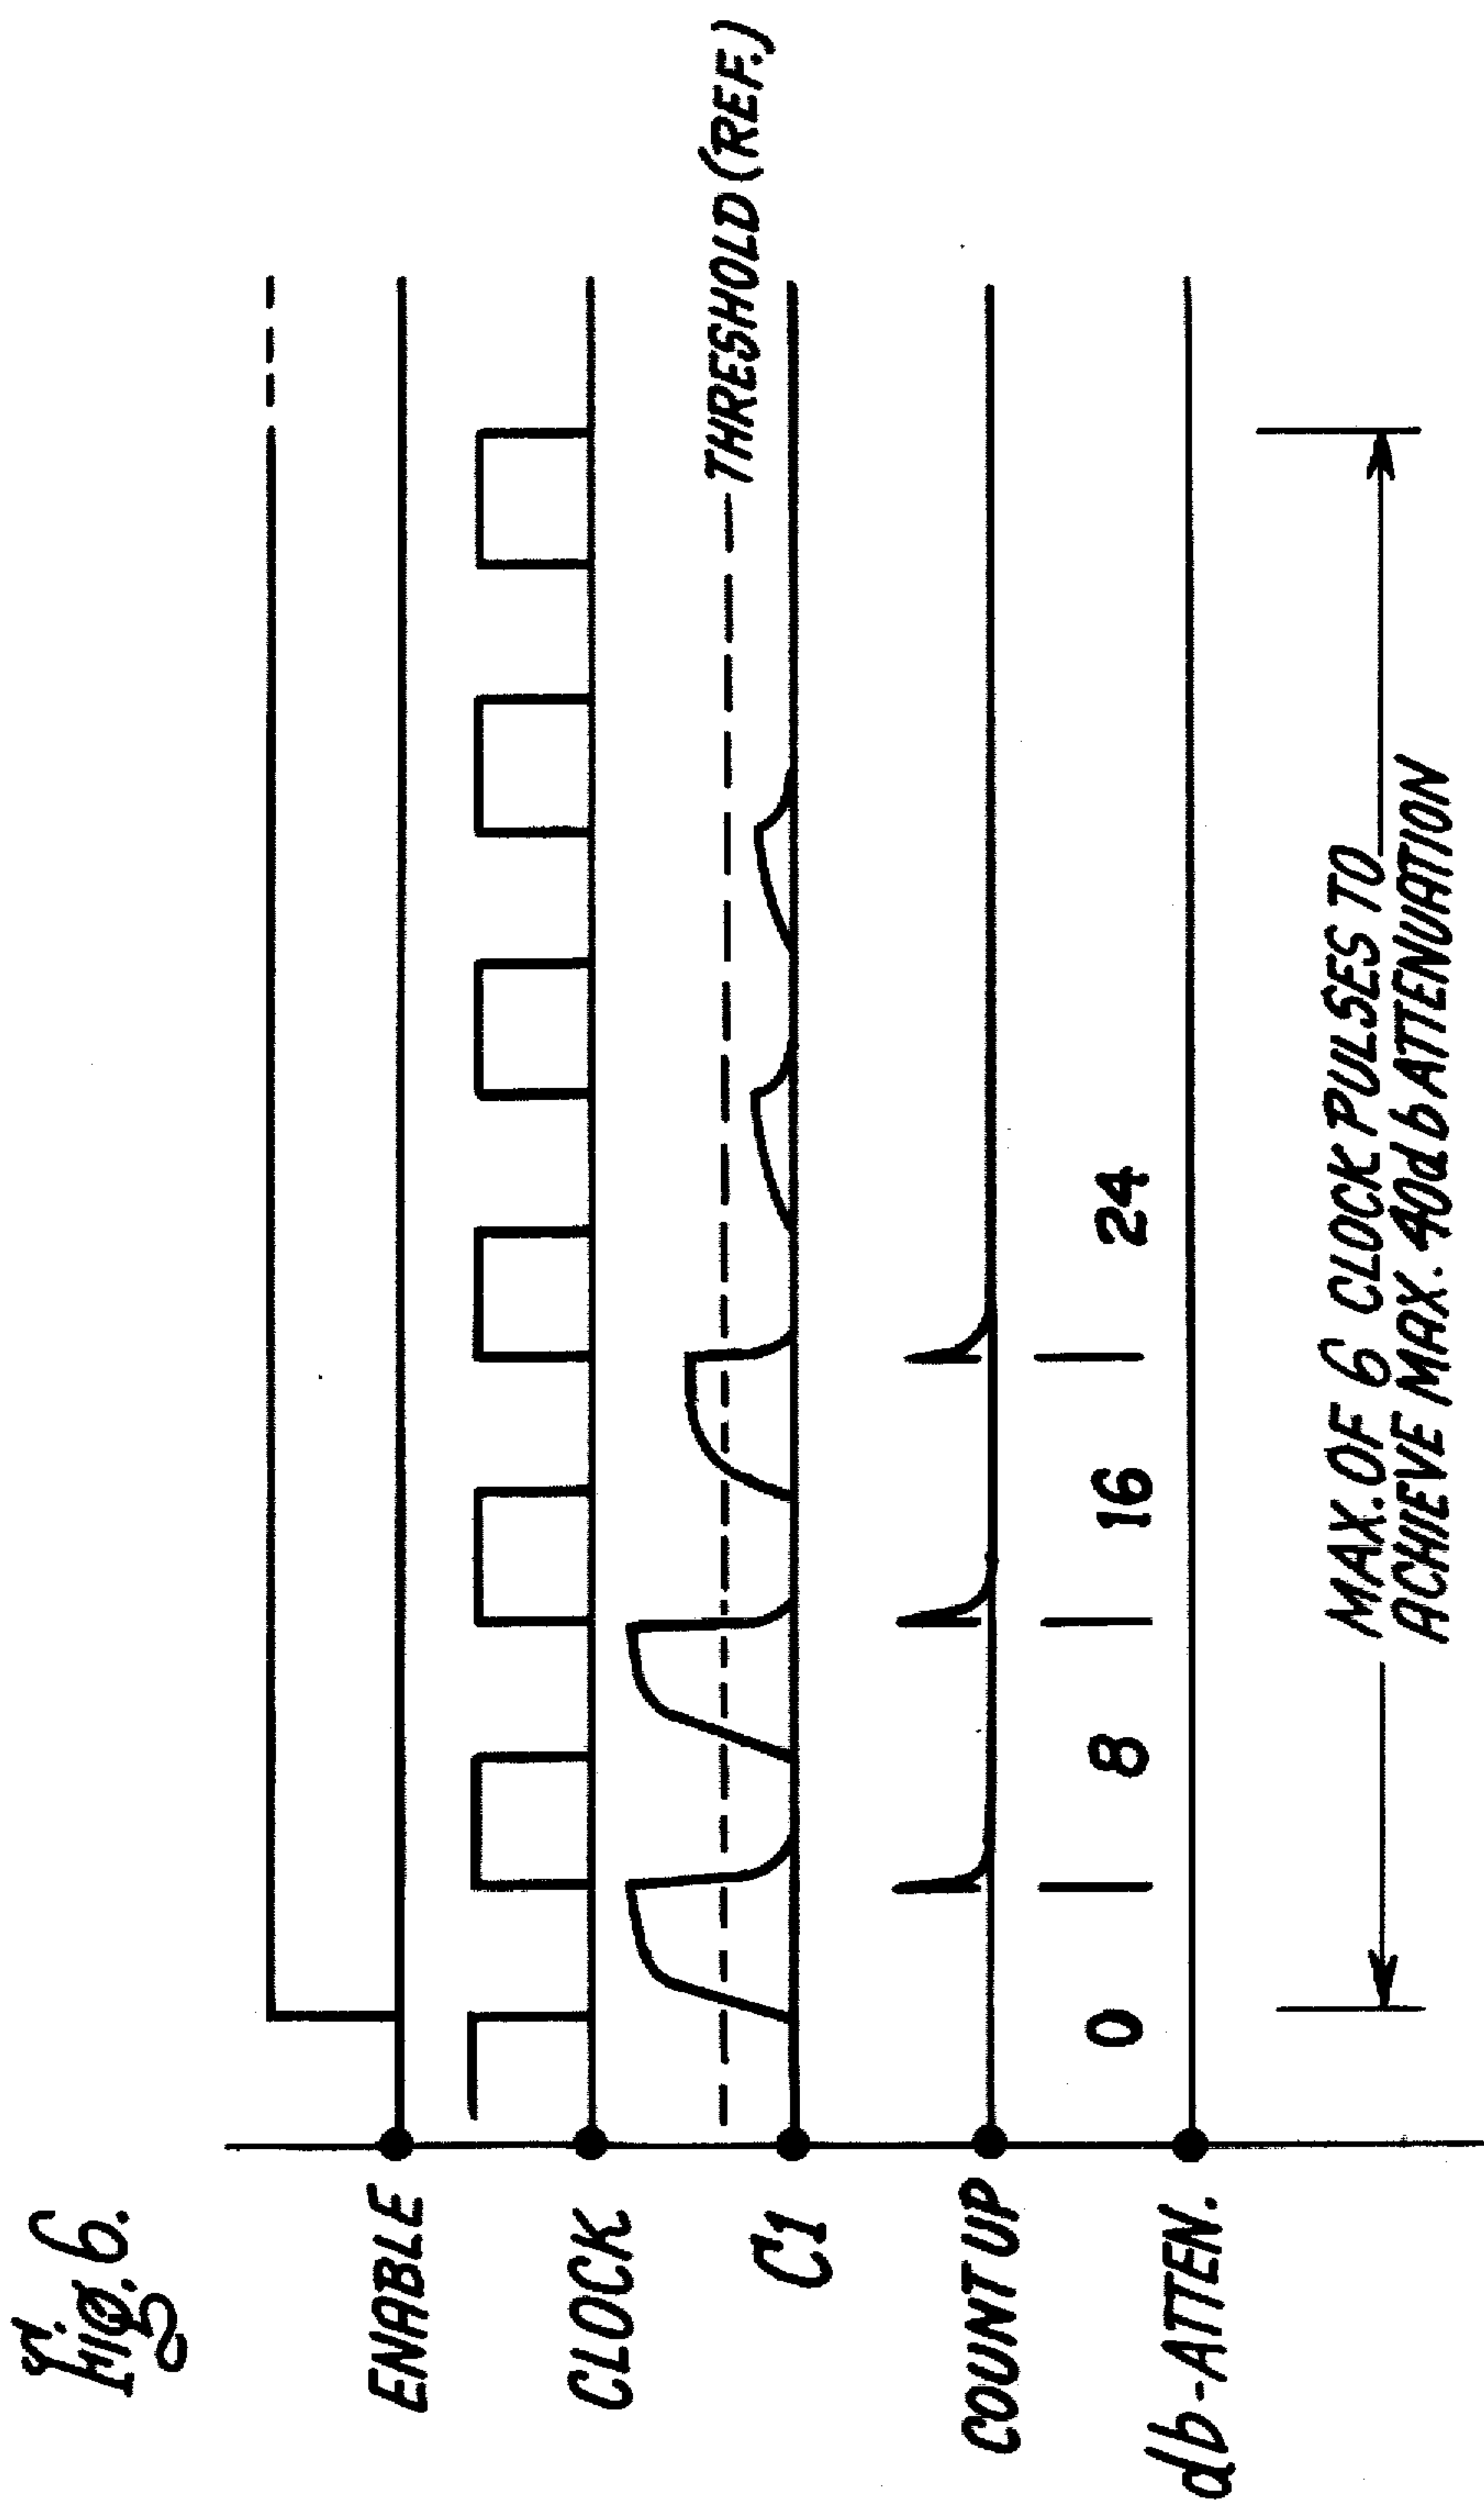 Fig. 6.
ENABLE
CLOCK
THRESHOLD (REF.)
C1
COUNT UP
0 8 16 24
db-ATTEN.
MAX. OF 6 CLOCK PULSES TO
ACHIEVE MAX. 40db ATTENUATION